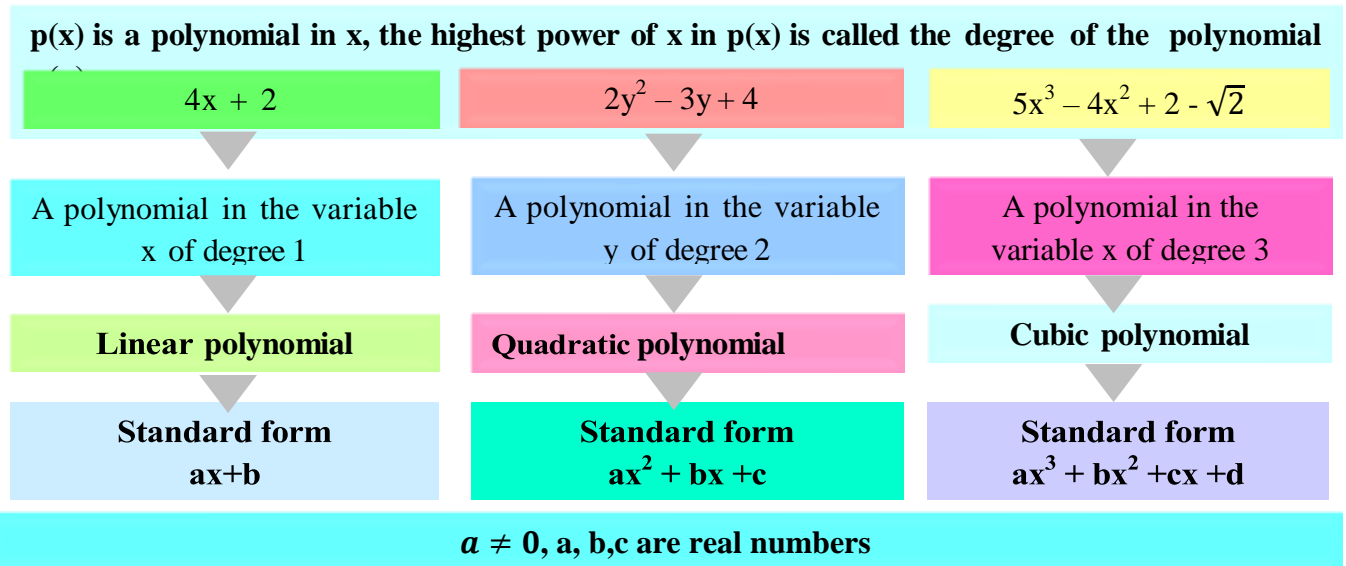 p(x) is a polynomial in x, the highest power of x in p(x) is called the degree of the polynomial
4x + 2
2y² – 3y + 4
5x³ – 4x² + 2 - √2
A polynomial in the variable
x of degree 1
A polynomial in the variable
y of degree 2
A polynomial in the
variable x of degree 3
Linear polynomial
Quadratic polynomial
Cubic polynomial
Standard form
ax+b
Standard form
ax² + bx +c
Standard form
ax³ + bx² +cx +d
a ≠ 0, a, b,c are real numbers